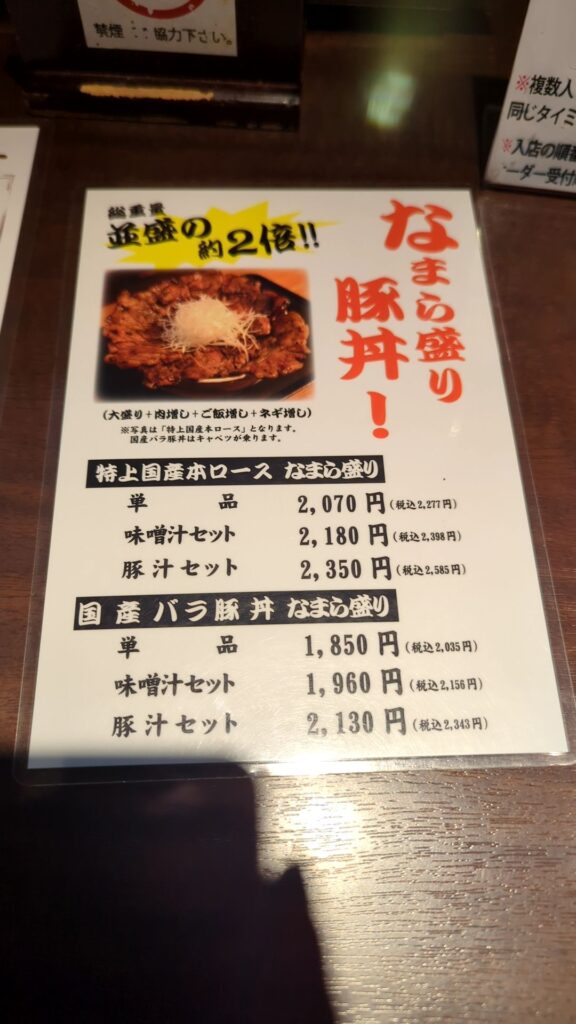 禁煙
協力下さい。
※複数人
同じタイミ
※入店の順番
ーダー受付
総重量
並盛の
約2倍!!
なまら盛り
豚丼!
(大盛り+肉増し+ご飯増し+ネギ増し)
※写真は「特上国産本ロース」となります。
国産バラ豚丼はキャベツが乗ります。
特上国産本ロース なまら盛り
単品 2,070円(税込2,277円)
味噌汁セット 2,180円(税込2,398円)
豚汁セット 2,350円(税込2,585円)
国産バラ豚丼 なまら盛り
単品 1,850円(税込2,035円)
味噌汁セット 1,960円(税込2,156円)
豚汁セット 2,130円(税込2,343円)